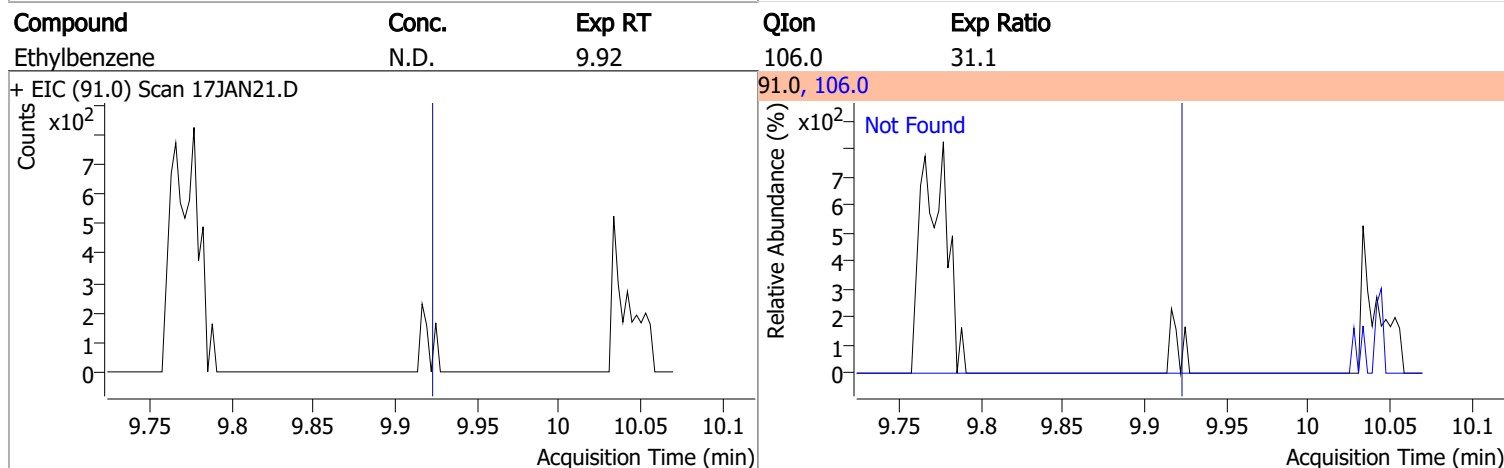 Compound Conc. Exp RT QIon Exp Ratio
Ethylbenzene N.D. 9.92 106.0 31.1
+ EIC (91.0) Scan 17JAN21.D
Counts
x10²
7
6
5
4
3
2
1
0
9.75 9.8 9.85 9.9 9.95 10 10.05 10.1
Acquisition Time (min)
91.0, 106.0
Relative Abundance (%)
x10²
Not Found
7
6
5
4
3
2
1
0
9.75 9.8 9.85 9.9 9.95 10 10.05 10.1
Acquisition Time (min)